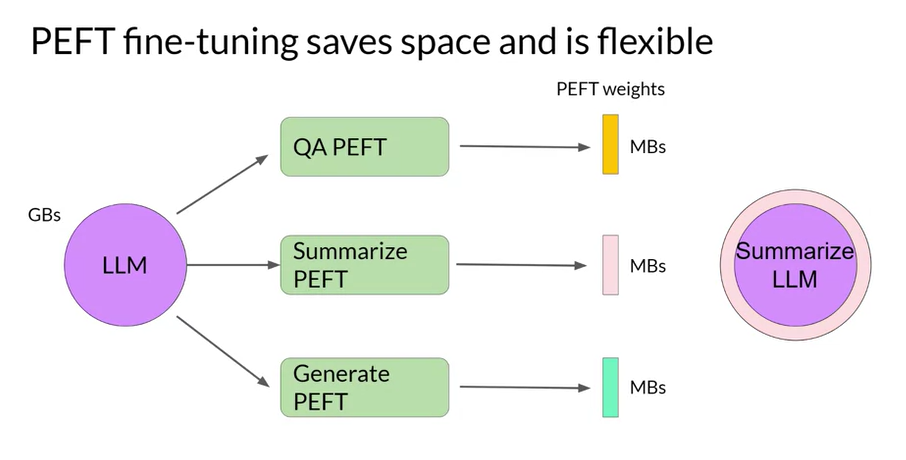 PEFT fine-tuning saves space and is flexible
PEFT weights
QA PEFT
MBs
GBs
LLM
Summarize
PEFT
MBs
Summarize
LLM
Generate
PEFT
MBs